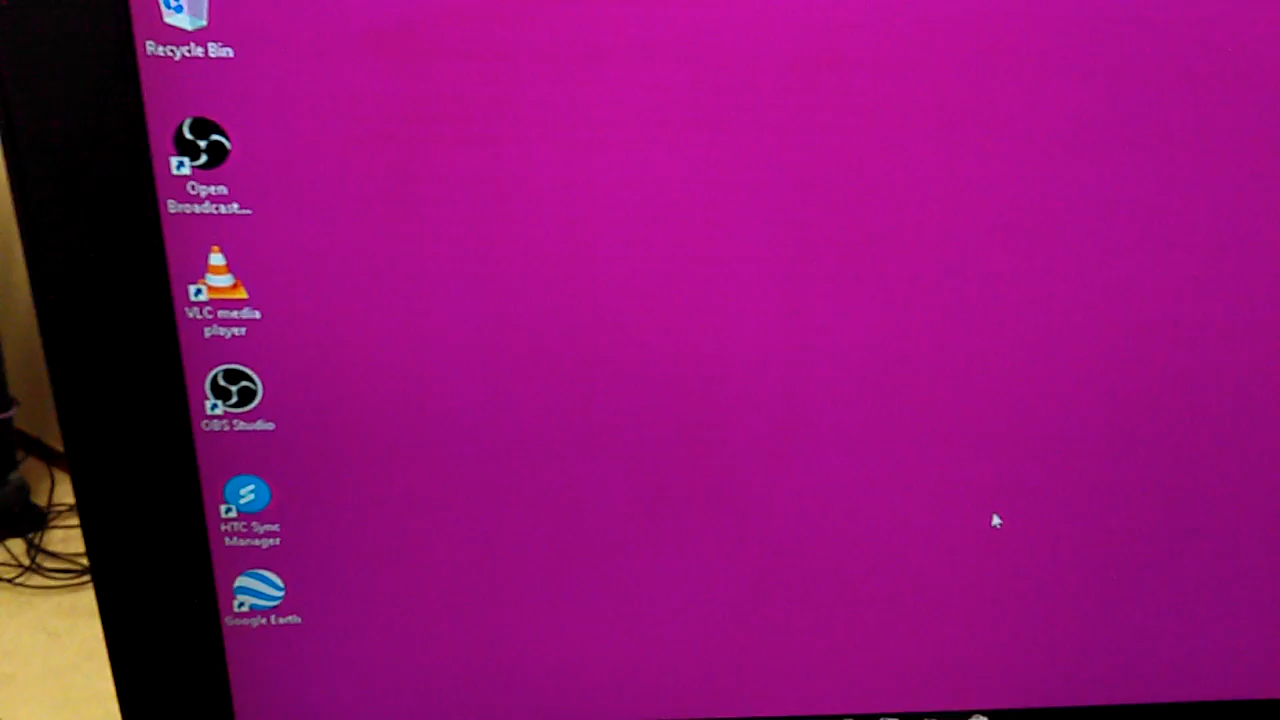 Recycle Bin
Open
Broadcast...
VLC media
player
OBS Studio
HTC Sync
Manager
Google Earth